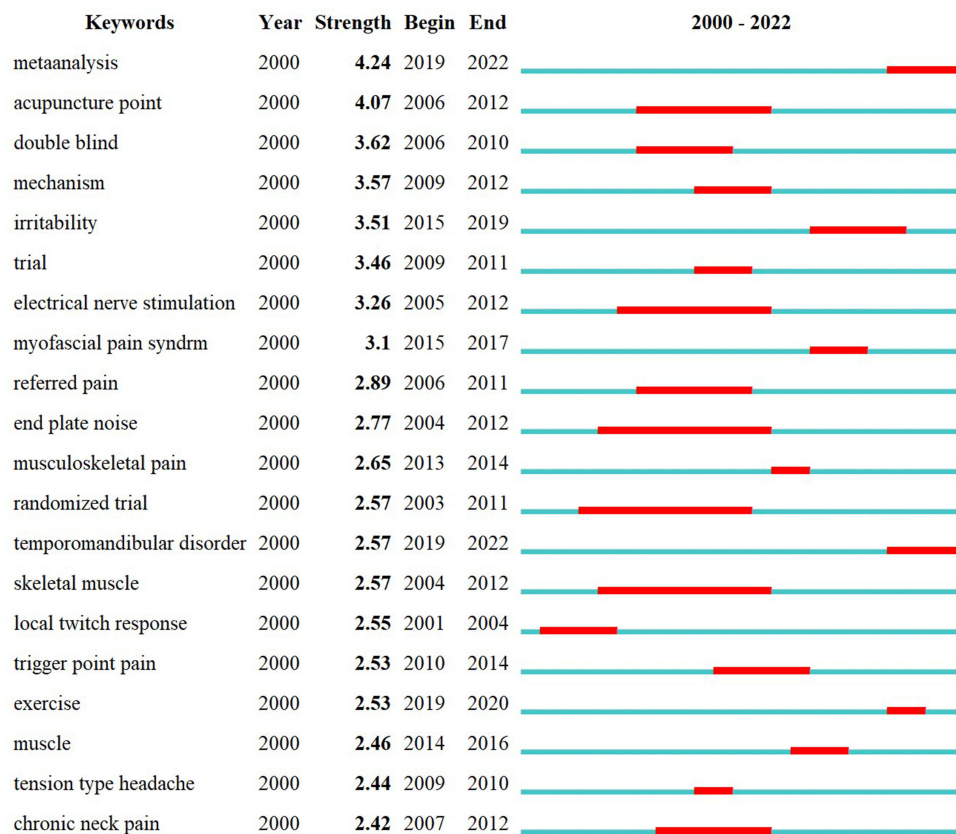 Keywords Year Strength Begin End 2000 - 2022
metaanalysis 2000 4.24 2019 2022
acupuncture point 2000 4.07 2006 2012
double blind 2000 3.62 2006 2010
mechanism 2000 3.57 2009 2012
irritability 2000 3.51 2015 2019
trial 2000 3.46 2009 2011
electrical nerve stimulation 2000 3.26 2005 2012
myofascial pain syndrm 2000 3.1 2015 2017
referred pain 2000 2.89 2006 2011
end plate noise 2000 2.77 2004 2012
musculoskeletal pain 2000 2.65 2013 2014
randomized trial 2000 2.57 2003 2011
temporomandibular disorder 2000 2.57 2019 2022
skeletal muscle 2000 2.57 2004 2012
local twitch response 2000 2.55 2001 2004
trigger point pain 2000 2.53 2010 2014
exercise 2000 2.53 2019 2020
muscle 2000 2.46 2014 2016
tension type headache 2000 2.44 2009 2010
chronic neck pain 2000 2.42 2007 2012